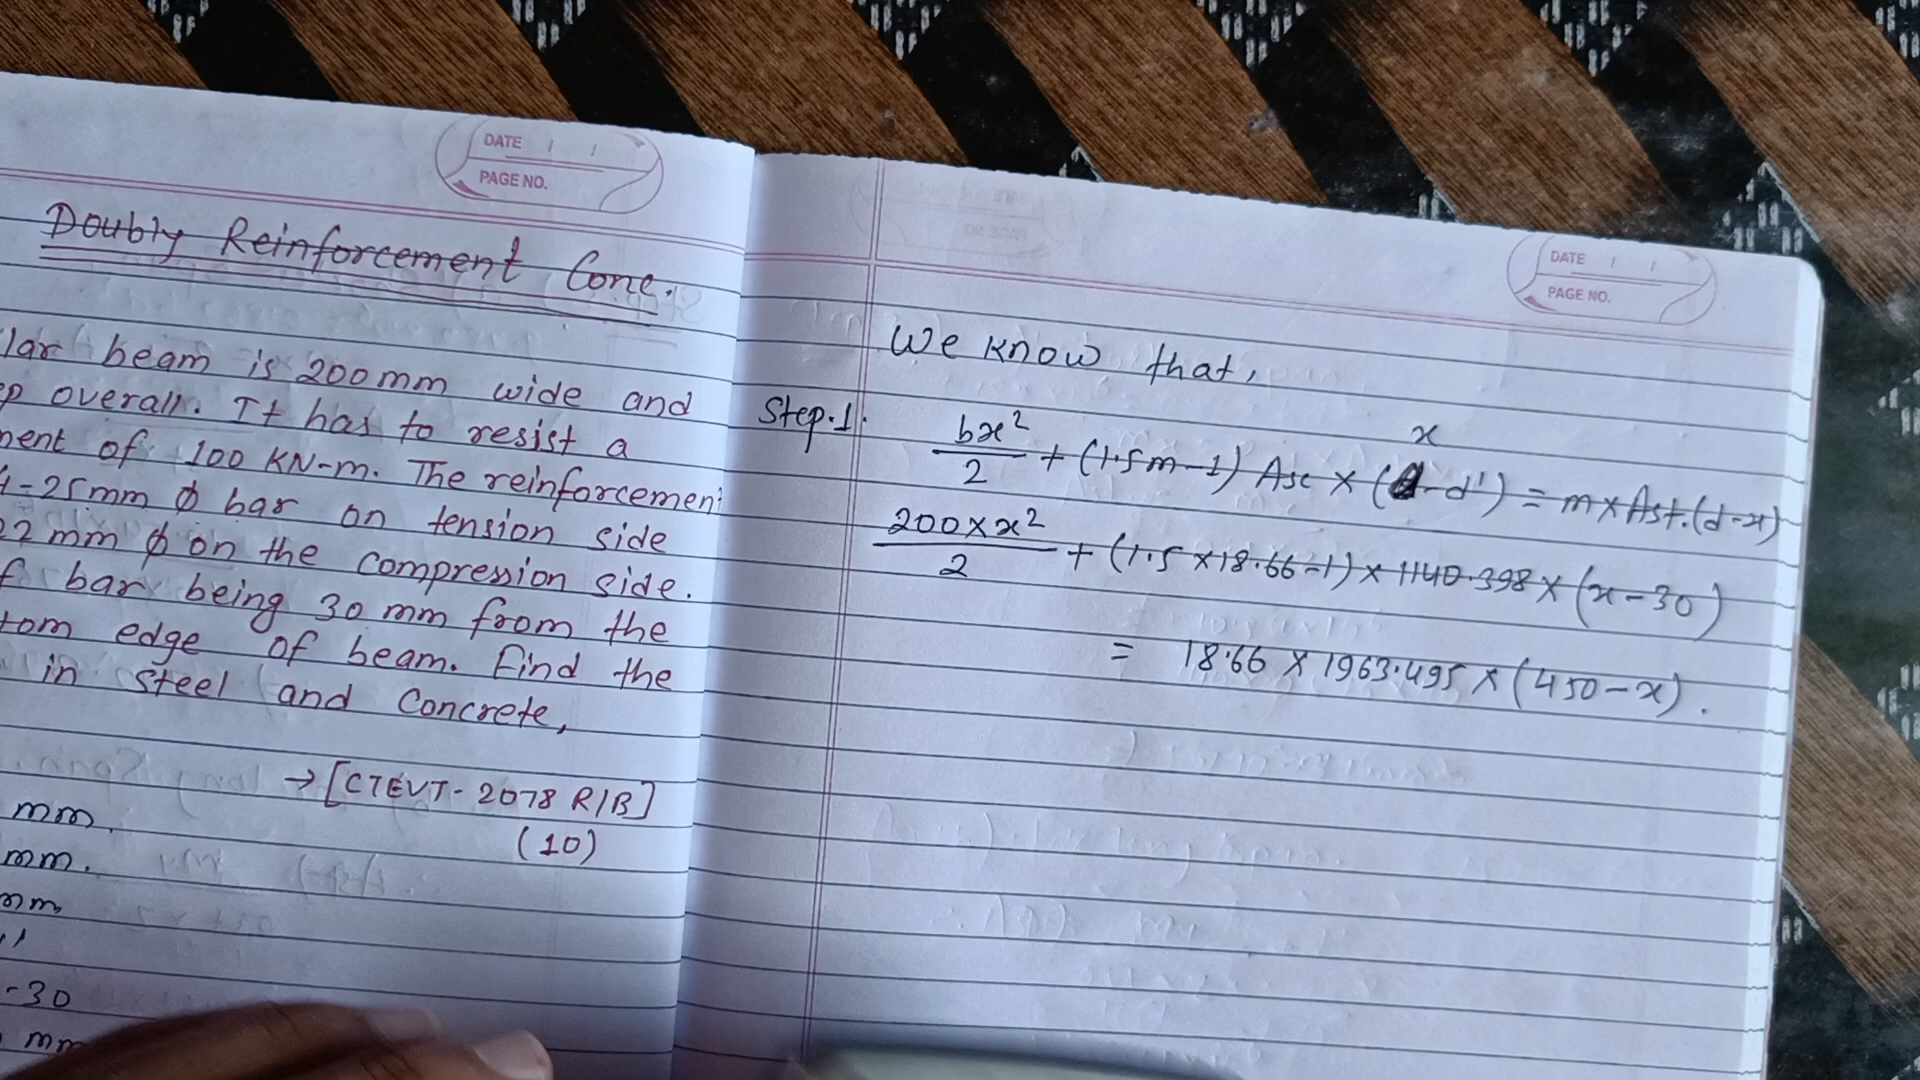 DATE / /
PAGE NO.
Doubly Reinforcement Conc.
lar beam is 200mm wide and
ep overall. It has to resist a
ment of 100 KN-m. The reinforcement
4-25mm ϕ bar on tension side
22mm ϕ on the compression side.
f bar being 30 mm from the
tom edge of beam. Find the
in steel and Concrete,
→ [CTEVT- 2078 R/B]
(10)
mm.
mm.
mm
-30
mm
DATE / /
PAGE NO.
We know that,
Step.1. bx²/2 + (1.5m-1) Asc × (x-d') = m×Ast.(d-x)
200×x²/2 + (1.5×18.66-1)×1140.398×(x-30)
= 18.66 × 1963.495 × (450-x).